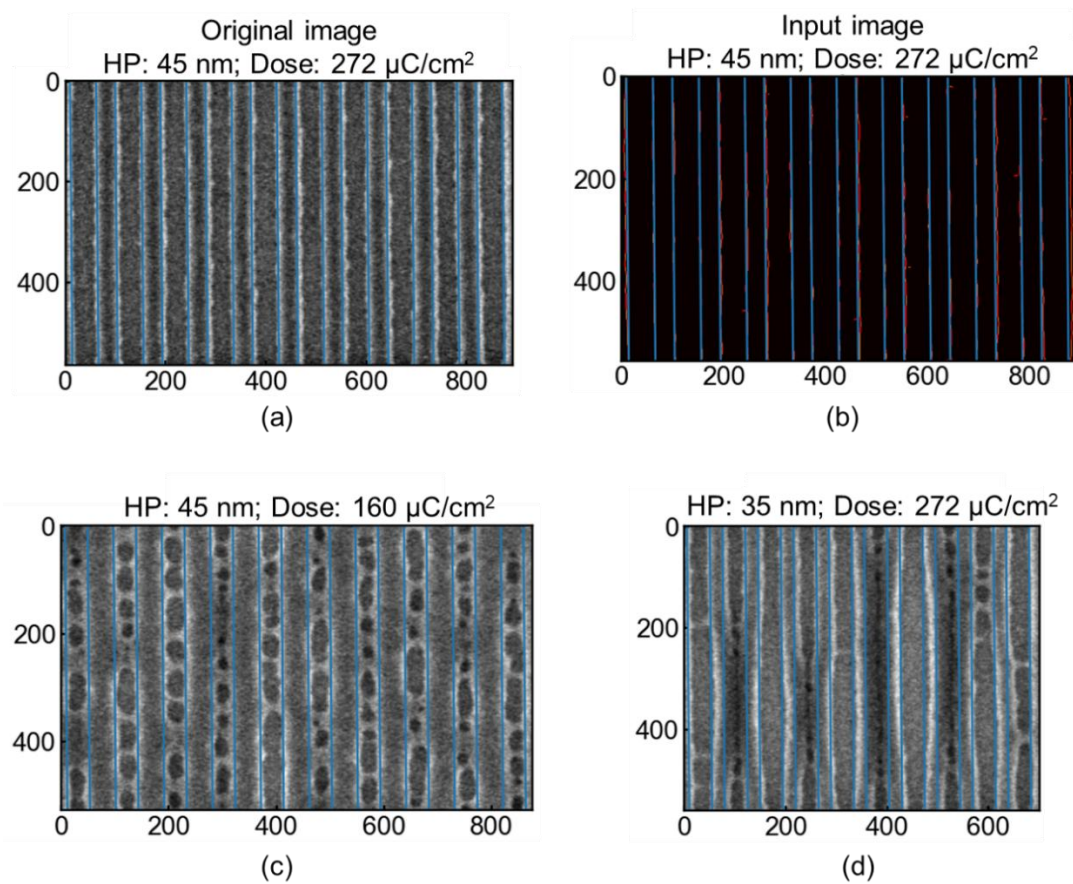 Original image
HP: 45 nm; Dose: 272 μC/cm²
0
200
400
0 200 400 600 800
(a)
Input image
HP: 45 nm; Dose: 272 μC/cm²
0
200
400
0 200 400 600 800
(b)
HP: 45 nm; Dose: 160 μC/cm²
0
200
400
0 200 400 600 800
(c)
HP: 35 nm; Dose: 272 μC/cm²
0
200
400
0 200 400 600
(d)